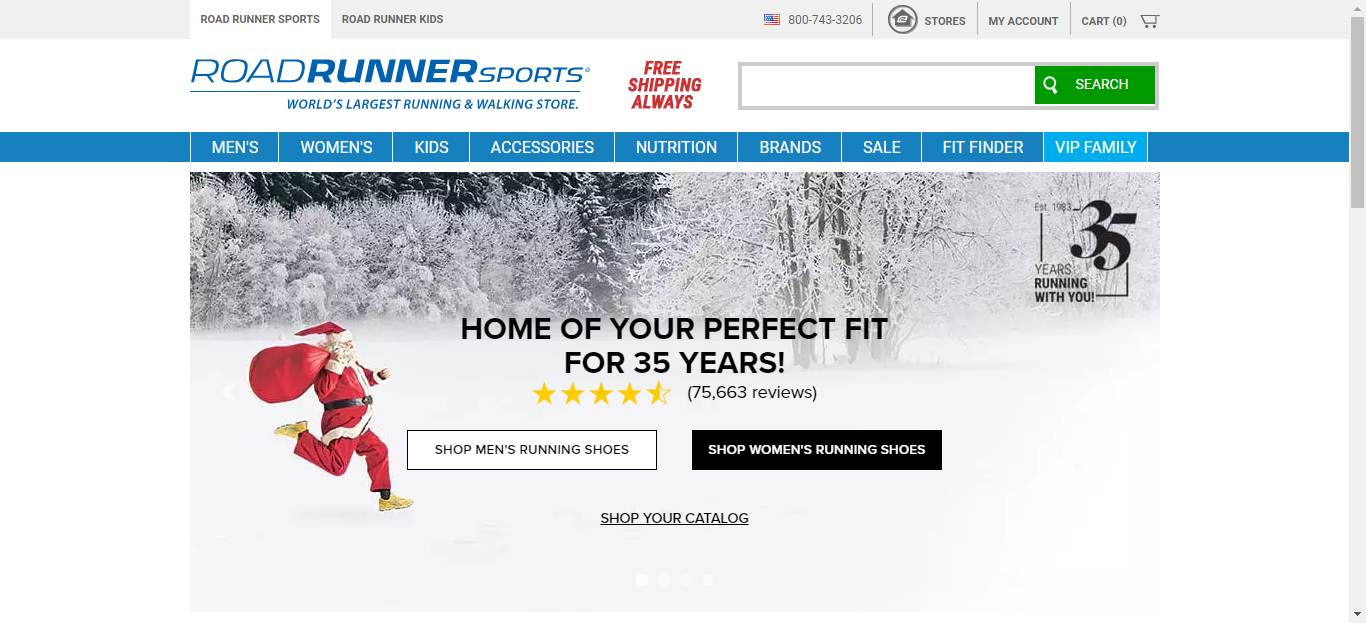 ROAD RUNNER SPORTS
ROAD RUNNER KIDS
800-743-3206
STORES
MY ACCOUNT
CART (0)
ROADRUNNER SPORTS®
WORLD'S LARGEST RUNNING & WALKING STORE.
FREE
SHIPPING
ALWAYS
SEARCH
MEN'S
WOMEN'S
KIDS
ACCESSORIES
NUTRITION
BRANDS
SALE
FIT FINDER
VIP FAMILY
Est. 1983
35
YEARS
RUNNING
WITH YOU!
HOME OF YOUR PERFECT FIT
FOR 35 YEARS!
(75,663 reviews)
SHOP MEN'S RUNNING SHOES
SHOP WOMEN'S RUNNING SHOES
SHOP YOUR CATALOG